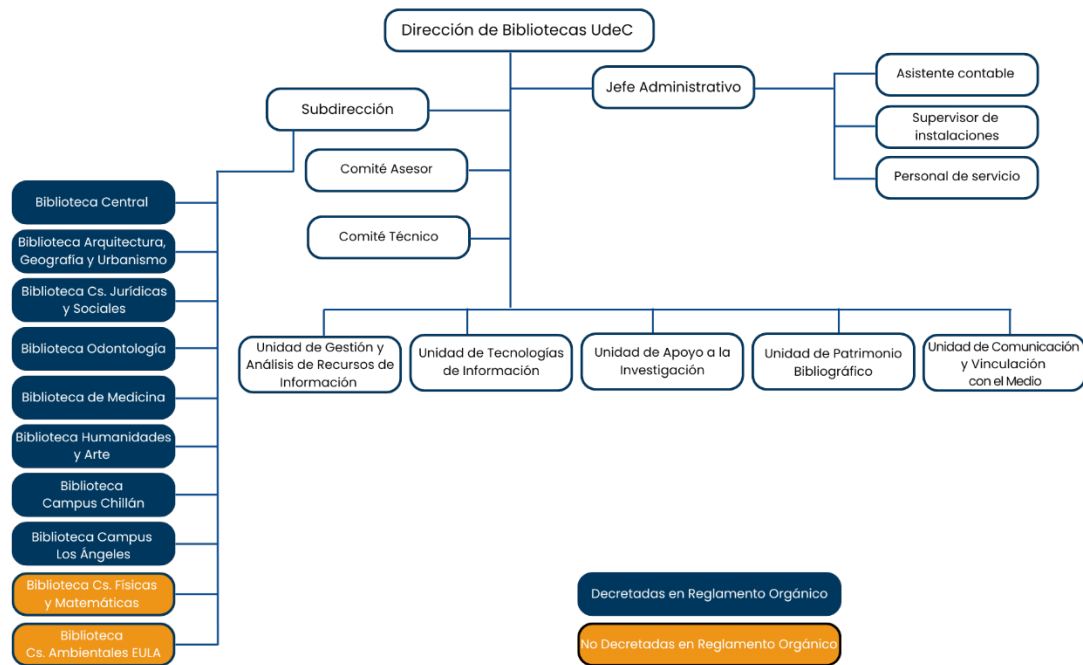 Dirección de Bibliotecas UdeC
Jefe Administrativo
Asistente contable
Supervisor de
instalaciones
Personal de servicio
Subdirección
Comité Asesor
Comité Técnico
Biblioteca Central
Biblioteca Arquitectura,
Geografía y Urbanismo
Biblioteca Cs. Jurídicas
y Sociales
Biblioteca Odontología
Biblioteca de Medicina
Biblioteca Humanidades
y Arte
Biblioteca
Campus Chillán
Biblioteca Campus
Los Ángeles
Biblioteca Cs. Físicas
y Matemáticas
Biblioteca
Cs. Ambientales EULA
Unidad de Gestión y
Análisis de Recursos de
Información
Unidad de Tecnologías
de Información
Unidad de Apoyo a la
Investigación
Unidad de Patrimonio
Bibliográfico
Unidad de Comunicación
y Vinculación
con el Medio
Decretadas en Reglamento Orgánico
No Decretadas en Reglamento Orgánico